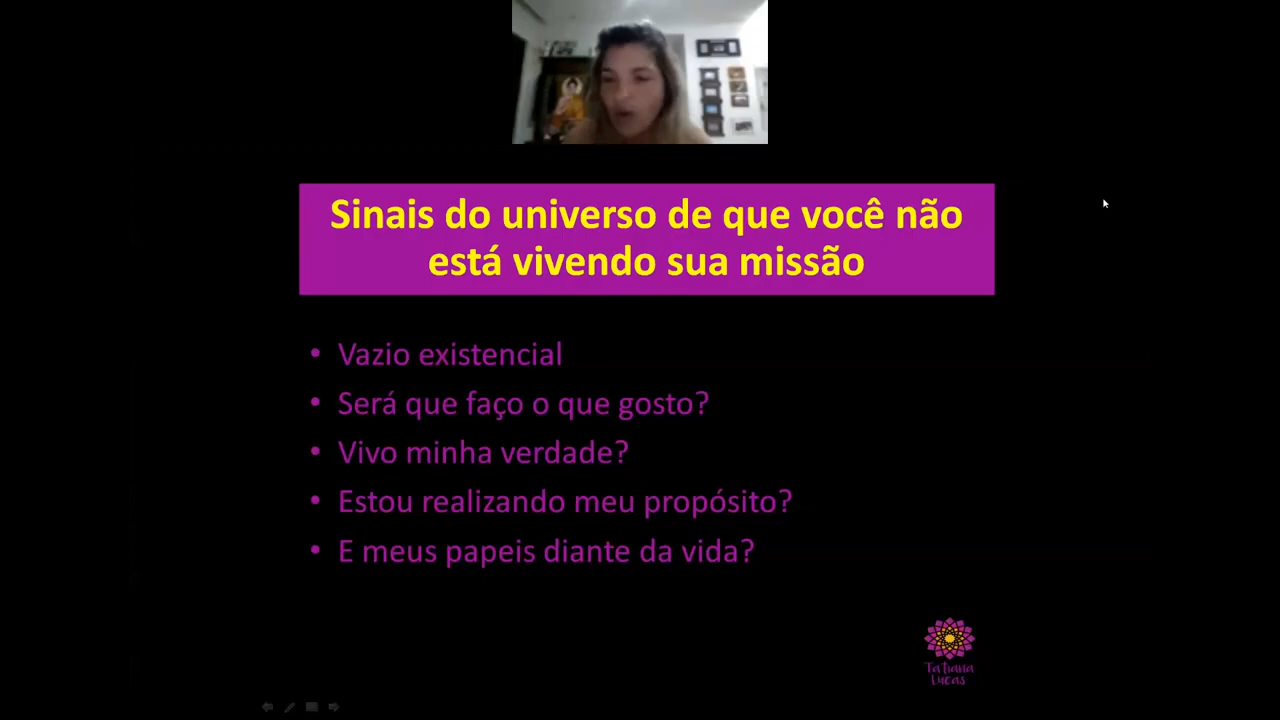 Sinais do universo de que você não
está vivendo sua missão
• Vazio existencial
• Será que faço o que gosto?
• Vivo minha verdade?
• Estou realizando meu propósito?
• E meus papeis diante da vida?
Tatiana
Lucas